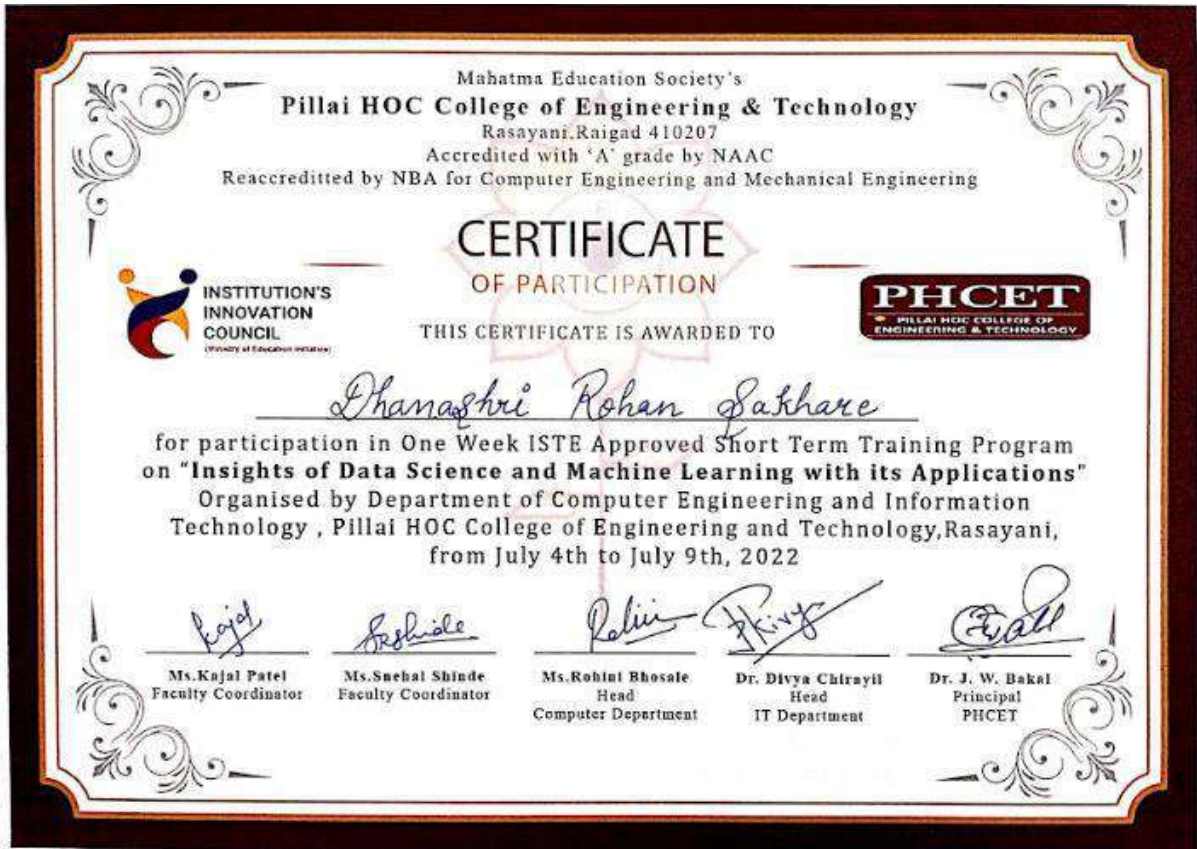 Mahatma Education Society's
Pillai HOC College of Engineering & Technology
Rasayani.Raigad 410207
Accredited with 'A' grade by NAAC
Reaccreditted by NBA for Computer Engineering and Mechanical Engineering
CERTIFICATE
OF PARTICIPATION
INSTITUTION'S
INNOVATION
COUNCIL
(Ministry of Education Initiative)
PHCET
PILLAI HOC COLLEGE OF
ENGINEERING & TECHNOLOGY
THIS CERTIFICATE IS AWARDED TO
Dhanashri Rohan Sakhare
for participation in One Week ISTE Approved Short Term Training Program
on "Insights of Data Science and Machine Learning with its Applications"
Organised by Department of Computer Engineering and Information
Technology , Pillai HOC College of Engineering and Technology,Rasayani,
from July 4th to July 9th, 2022
Kajal
Srshinde
Ms.Kajal Patel
Faculty Coordinator
Ms.Snehal Shinde
Faculty Coordinator
Ms.Rohini Bhosale
Head
Computer Department
Dr. Divya Chirayil
Head
IT Department
Dr. J. W. Bakal
Principal
PHCET